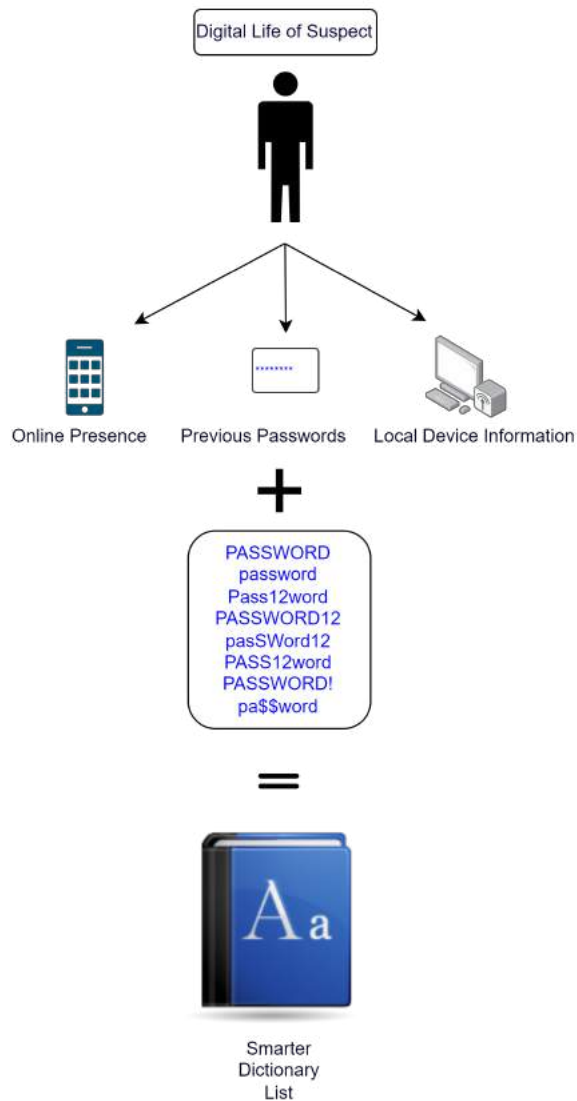 Digital Life of Suspect
********
Online Presence
Previous Passwords
Local Device Information
+
PASSWORD
password
Pass12word
PASSWORD12
pasSWord12
PASS12word
PASSWORD!
pa$$word
=
Aa
Smarter
Dictionary
List